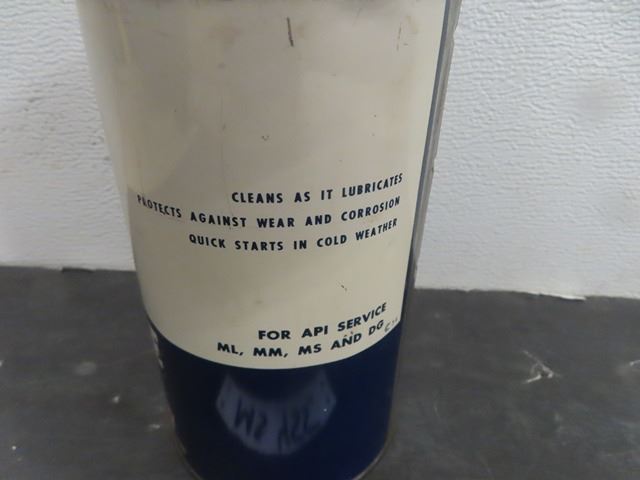 CLEANS AS IT LUBRICATES
PROTECTS AGAINST WEAR AND CORROSION
QUICK STARTS IN COLD WEATHER
FOR API SERVICE
ML, MM, MS AND DG